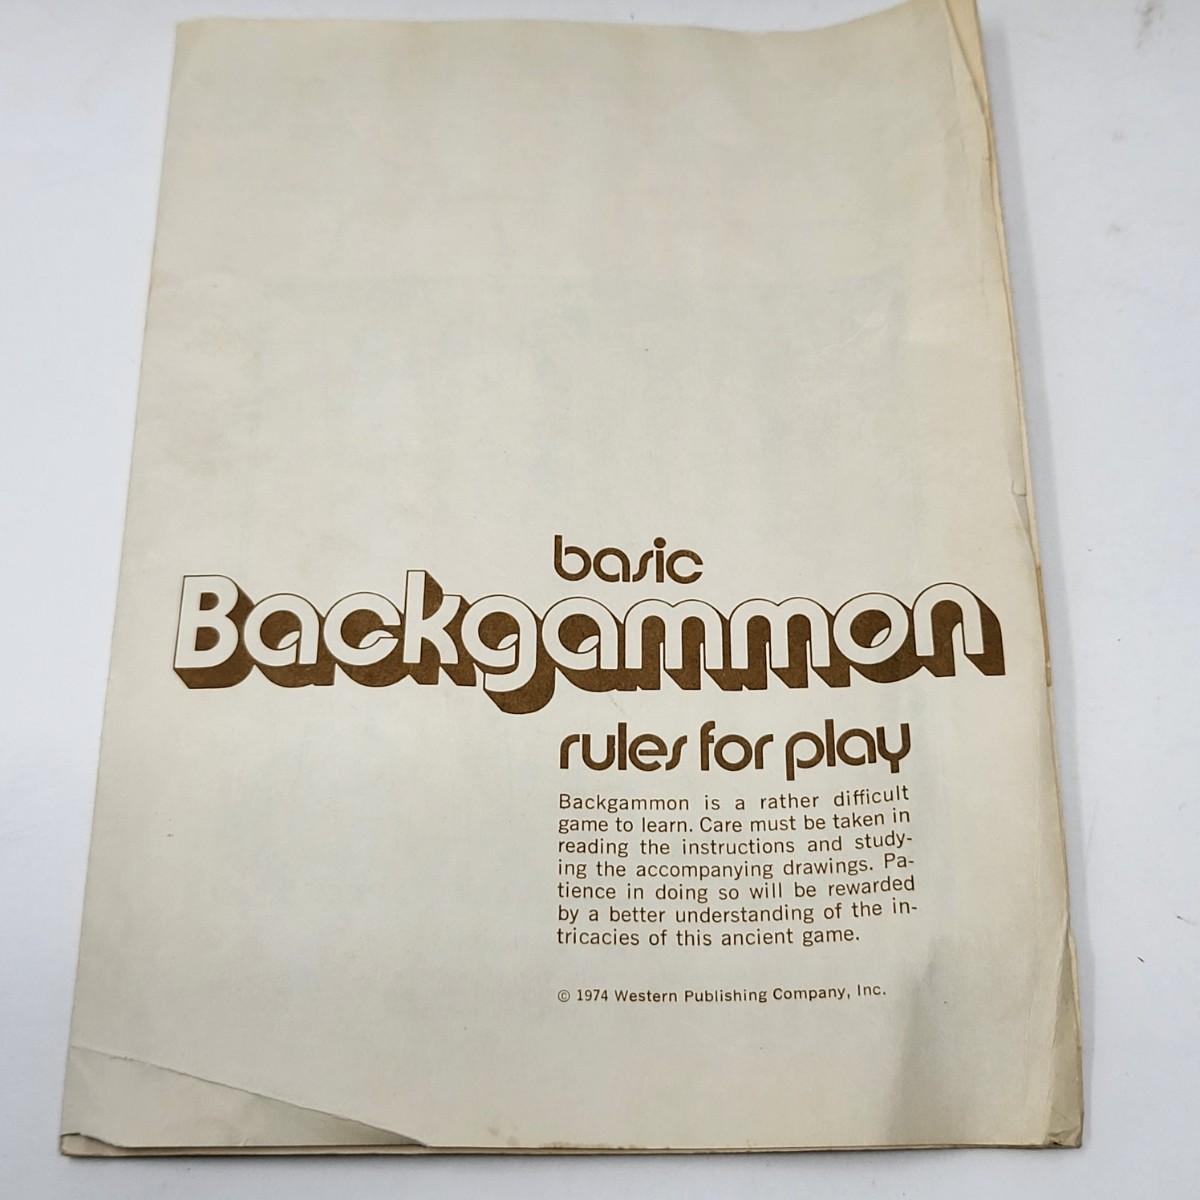 basic
Backgammon
rules for play
Backgammon is a rather difficult
game to learn. Care must be taken in
reading the instructions and study-
ing the accompanying drawings. Pa-
tience in doing so will be rewarded
by a better understanding of the in-
tricacies of this ancient game.
© 1974 Western Publishing Company, Inc.